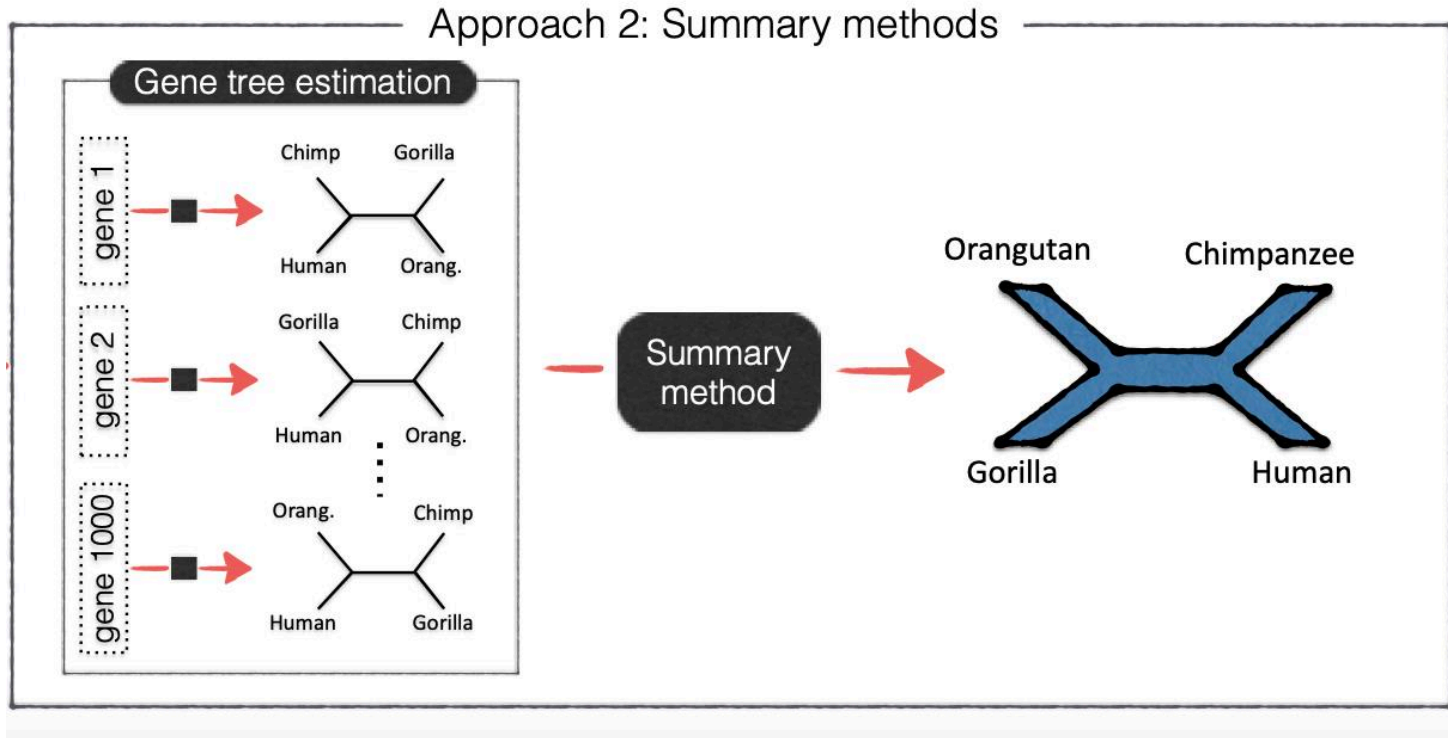 Approach 2: Summary methods
Gene tree estimation
gene 1
Chimp Gorilla
Human Orang.
gene 2
Gorilla Chimp
Human Orang.
gene 1000
Orang. Chimp
Human Gorilla
Summary
method
Orangutan Chimpanzee
Gorilla Human